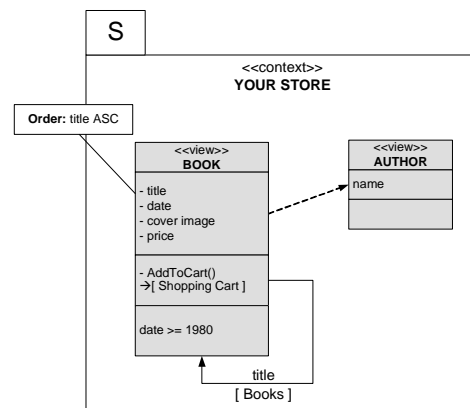 S
<<context>>
YOUR STORE
Order: title ASC
<<view>>
BOOK
- title
- date
- cover image
- price
- AddToCart()
→[ Shopping Cart ]
date >= 1980
title
[ Books ]
<<view>>
AUTHOR
name